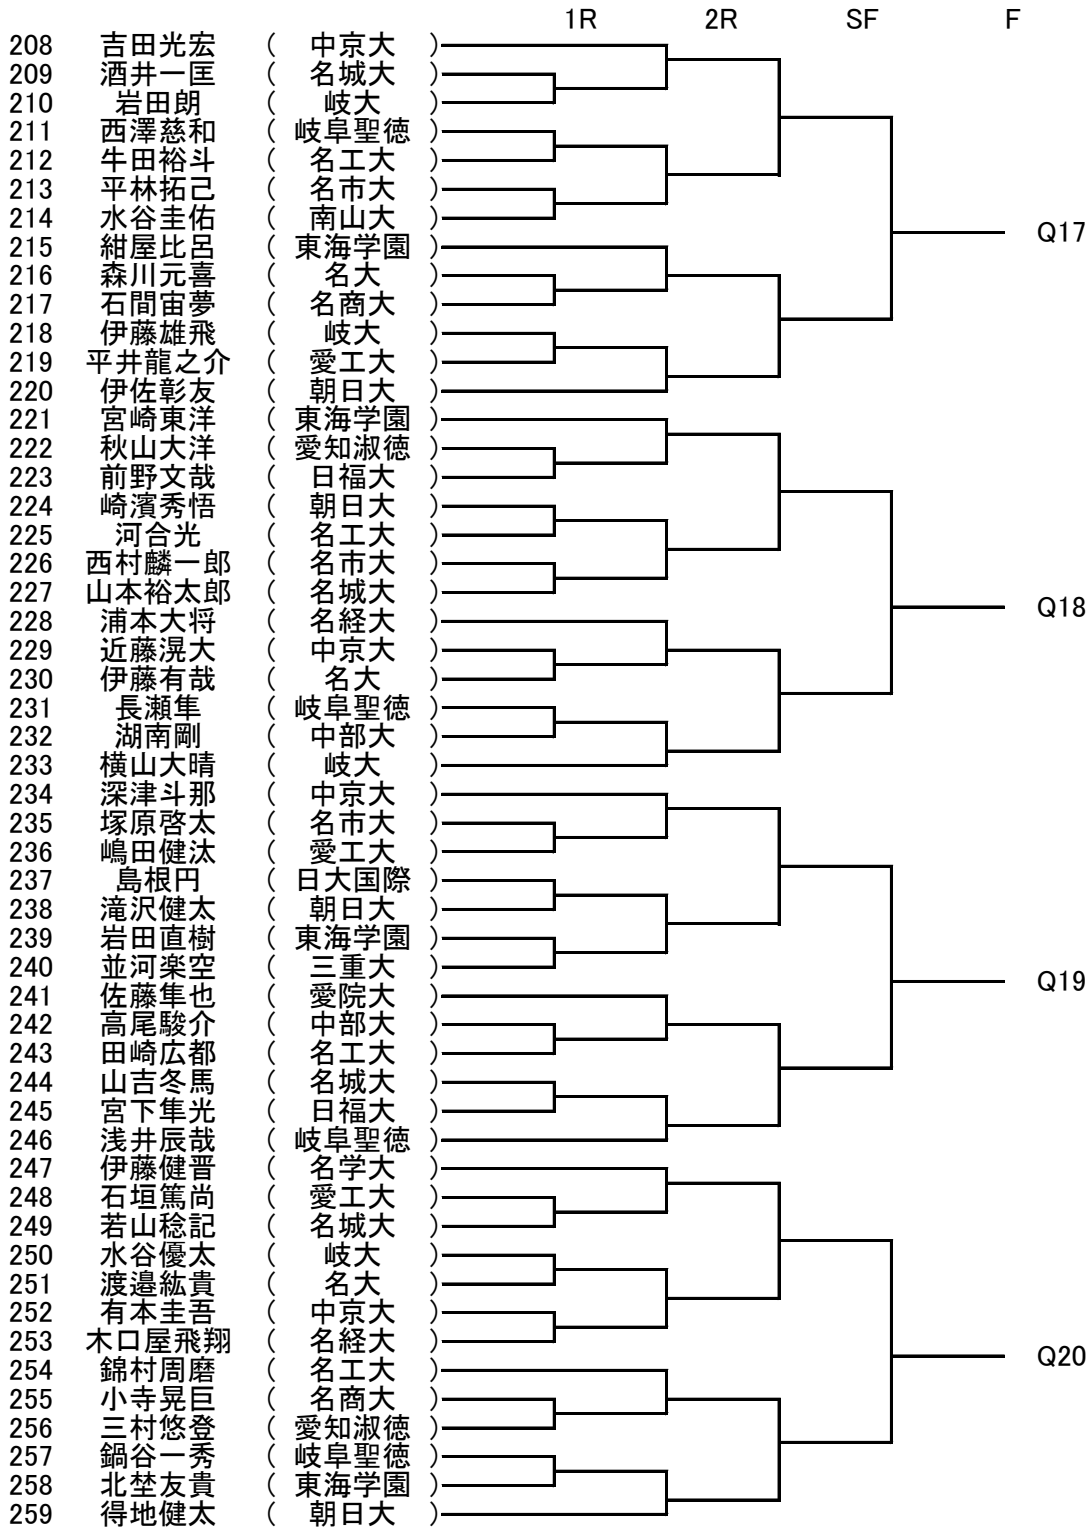 1R 2R SF F
208 吉田光宏 ( 中京大 )
209 酒井一匡 ( 名城大 )
210 岩田朗 ( 岐大 )
211 西澤慈和 ( 岐阜聖徳 )
212 牛田裕斗 ( 名工大 )
213 平林拓己 ( 名市大 )
214 水谷圭佑 ( 南山大 )
215 紺屋比呂 ( 東海学園 ) Q17
216 森川元喜 ( 名大 )
217 石間宙夢 ( 名商大 )
218 伊藤雄飛 ( 岐大 )
219 平井龍之介 ( 愛工大 )
220 伊佐彰友 ( 朝日大 )
221 宮崎東洋 ( 東海学園 )
222 秋山大洋 ( 愛知淑徳 )
223 前野文哉 ( 日福大 )
224 崎濱秀悟 ( 朝日大 )
225 河合光 ( 名工大 )
226 西村麟一郎 ( 名市大 )
227 山本裕太郎 ( 名城大 )
228 浦本大将 ( 名経大 ) Q18
229 近藤滉大 ( 中京大 )
230 伊藤有哉 ( 名大 )
231 長瀬隼 ( 岐阜聖徳 )
232 湖南剛 ( 中部大 )
233 横山大晴 ( 岐大 )
234 深津斗那 ( 中京大 )
235 塚原啓太 ( 名市大 )
236 嶋田健汰 ( 愛工大 )
237 島根円 ( 日大国際 )
238 滝沢健太 ( 朝日大 )
239 岩田直樹 ( 東海学園 )
240 並河楽空 ( 三重大 )
241 佐藤隼也 ( 愛院大 ) Q19
242 高尾駿介 ( 中部大 )
243 田崎広都 ( 名工大 )
244 山吉冬馬 ( 名城大 )
245 宮下隼光 ( 日福大 )
246 浅井辰哉 ( 岐阜聖徳 )
247 伊藤健晋 ( 名学大 )
248 石垣篤尚 ( 愛工大 )
249 若山稔記 ( 名城大 )
250 水谷優太 ( 岐大 )
251 渡邉紘貴 ( 名大 )
252 有本圭吾 ( 中京大 )
253 木口屋飛翔 ( 名経大 )
254 錦村周磨 ( 名工大 ) Q20
255 小寺晃巨 ( 名商大 )
256 三村悠登 ( 愛知淑徳 )
257 鍋谷一秀 ( 岐阜聖徳 )
258 北埜友貴 ( 東海学園 )
259 得地健太 ( 朝日大 )